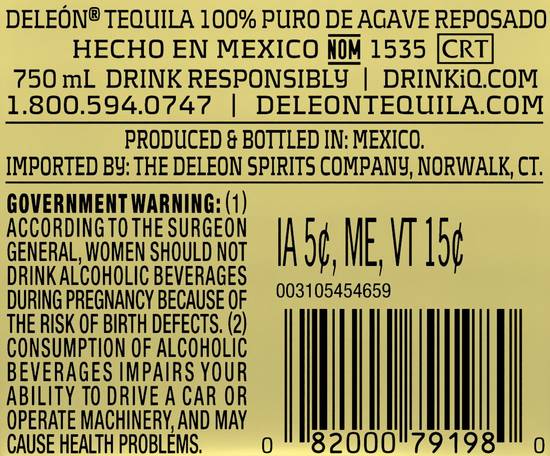 DELEÓN® TEQUILA 100% PURO DE AGAVE REPOSADO
HECHO EN MEXICO NOM 1535 CRT
750 mL DRINK RESPONSIBLY | DRINKiQ.COM
1.800.594.0747 | DELEONTEQUILA.COM
PRODUCED & BOTTLED IN: MEXICO.
IMPORTED BY: THE DELEON SPIRITS COMPANY, NORWALK, CT.
GOVERNMENT WARNING: (1)
ACCORDING TO THE SURGEON
GENERAL, WOMEN SHOULD NOT
DRINK ALCOHOLIC BEVERAGES
DURING PREGNANCY BECAUSE OF
THE RISK OF BIRTH DEFECTS. (2)
CONSUMPTION OF ALCOHOLIC
BEVERAGES IMPAIRS YOUR
ABILITY TO DRIVE A CAR OR
OPERATE MACHINERY, AND MAY
CAUSE HEALTH PROBLEMS.
IA 5¢, ME, VT 15¢
003105454659
0 82000 79198 0